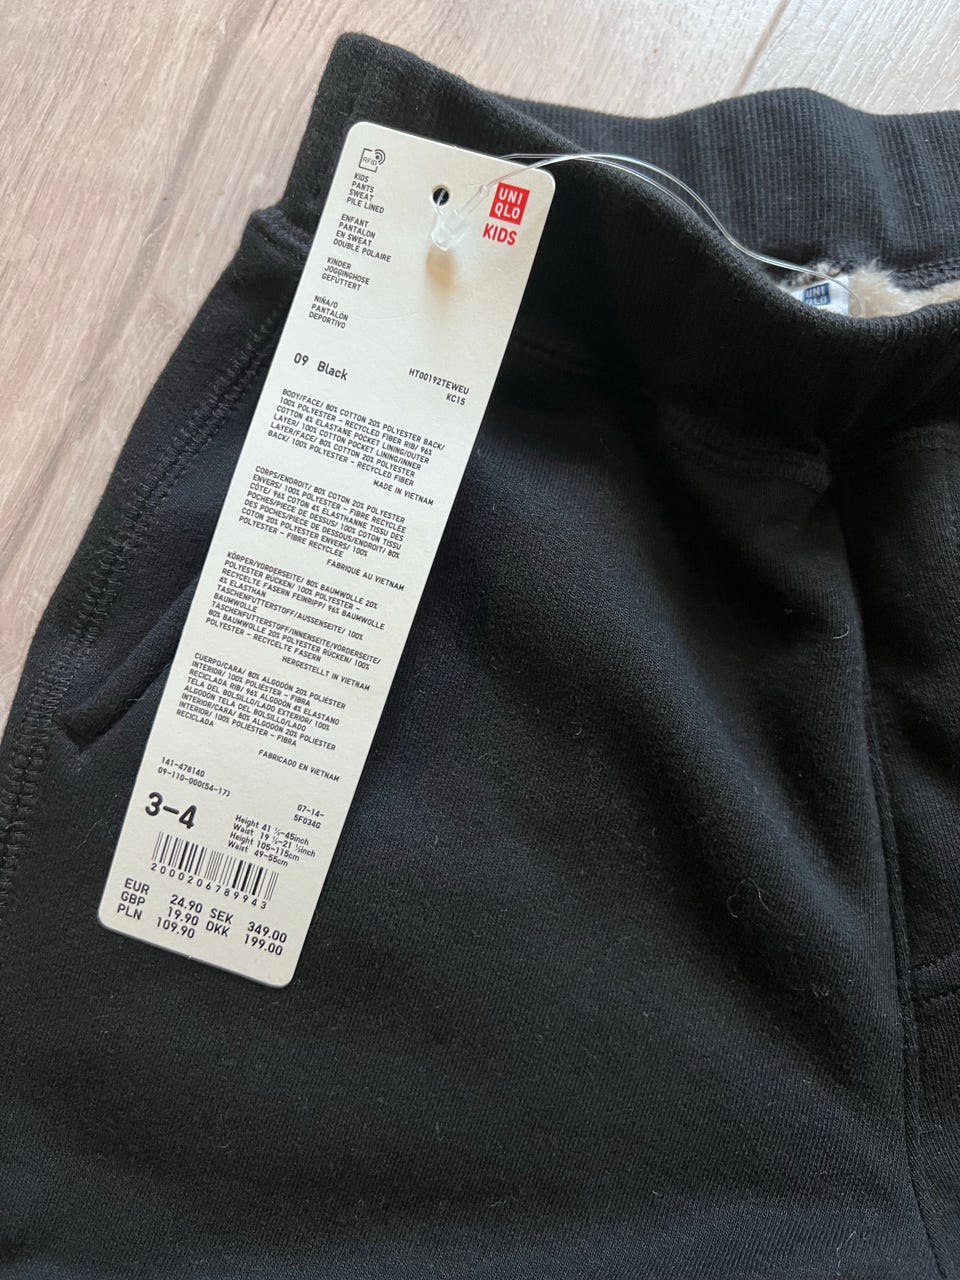 RFID
UNI
QLO
KIDS
KIDS
PANTS
SWEAT
PILE LINED
ENFANT
PANTALON
EN SWEAT
DOUBLÉ POLAIRE
KINDER
JOGGINGHOSE
GEFÜTTERT
NIÑA/O
PANTALÓN
DEPORTIVO
09 Black
HT00192TEWEU
KC15
BODY/FACE/ 80% COTTON 20% POLYESTER BACK/
100% POLYESTER - RECYCLED FIBER RIB/ 96%
COTTON 4% ELASTANE POCKET LINING/OUTER
LAYER/ 100% COTTON POCKET LINING/INNER
LAYER/FACE/ 80% COTTON 20% POLYESTER
BACK/ 100% POLYESTER - RECYCLED FIBER
MADE IN VIETNAM
CORPS/ENDROIT/ 80% COTON 20% POLYESTER
ENVERS/ 100% POLYESTER - FIBRE RECYCLÉE
CÔTE/ 96% COTON 4% ÉLASTHANNE TISSU DES
POCHES/PIECE DE DESSUS/ 100% COTON TISSU
DES POCHES/PIECE DE DESSOUS/ENDROIT/ 80%
COTON 20% POLYESTER ENVERS/ 100%
POLYESTER - FIBRE RECYCLÉE
FABRIQUÉ AU VIETNAM
KÖRPER/VORDERSEITE/ 80% BAUMWOLLE 20%
POLYESTER RÜCKEN/ 100% POLYESTER -
RECYCELTE FASERN FEINRIPP/ 96% BAUMWOLLE
4% ELASTHAN
TASCHENFUTTERSTOFF/AUSSENSEITE/ 100%
BAUMWOLLE
TASCHENFUTTERSTOFF/INNENSEITE/VORDERSEITE/
80% BAUMWOLLE 20% POLYESTER RÜCKEN/ 100%
POLYESTER - RECYCELTE FASERN
HERGESTELLT IN VIETNAM
CUERPO/CARA/ 80% ALGODÓN 20% POLIÉSTER
INTERIOR/ 100% POLIÉSTER - FIBRA
RECICLADA RIB/ 96% ALGODÓN 4% ELASTANO
TELA DEL BOLSILLO/LADO EXTERIOR/ 100%
ALGODÓN TELA DEL BOLSILLO/LADO
INTERIOR/CARA/ 80% ALGODÓN 20% POLIÉSTER
INTERIOR/ 100% POLIÉSTER - FIBRA
RECICLADA
FABRICADO EN VIETNAM
141-478140
09-110-000(54-17)
07-14-
5F034G
3-4
Height 41 ½-45inch
Waist 19 ½-21 ½inch
Height 105-115cm
Waist 49-55cm
2000206789943
EUR 24.90 SEK 349.00
GBP 19.90 DKK 199.00
PLN 109.90
UNI
QLO